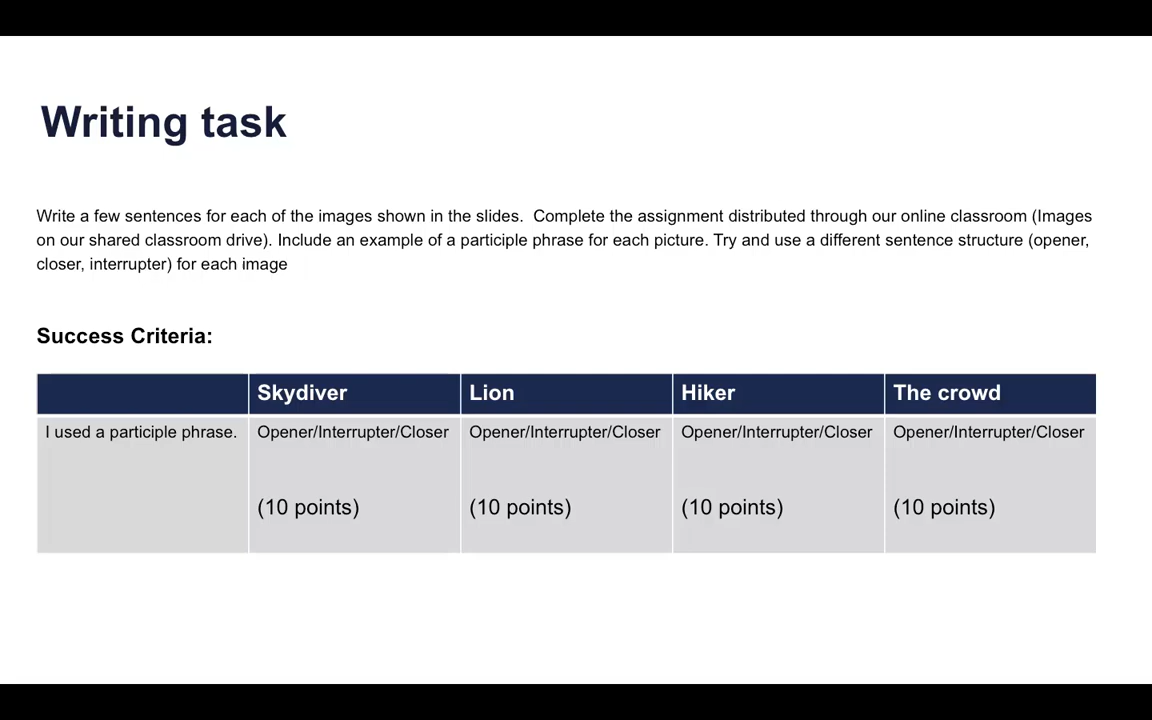 Writing task
Write a few sentences for each of the images shown in the slides.  Complete the assignment distributed through our online classroom (Images
on our shared classroom drive). Include an example of a participle phrase for each picture. Try and use a different sentence structure (opener,
closer, interrupter) for each image
Success Criteria:
Skydiver Lion Hiker The crowd
I used a participle phrase. Opener/Interrupter/Closer Opener/Interrupter/Closer Opener/Interrupter/Closer Opener/Interrupter/Closer
(10 points) (10 points) (10 points) (10 points)